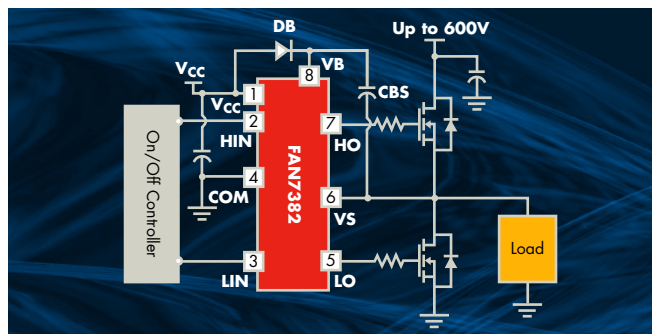 DB
Up to 600V
VCC
VB
8
1
VCC
CBS
2
HIN
7
HO
On/Off Controller
FAN7382
4
COM
6
VS
Load
3
LIN
5
LO